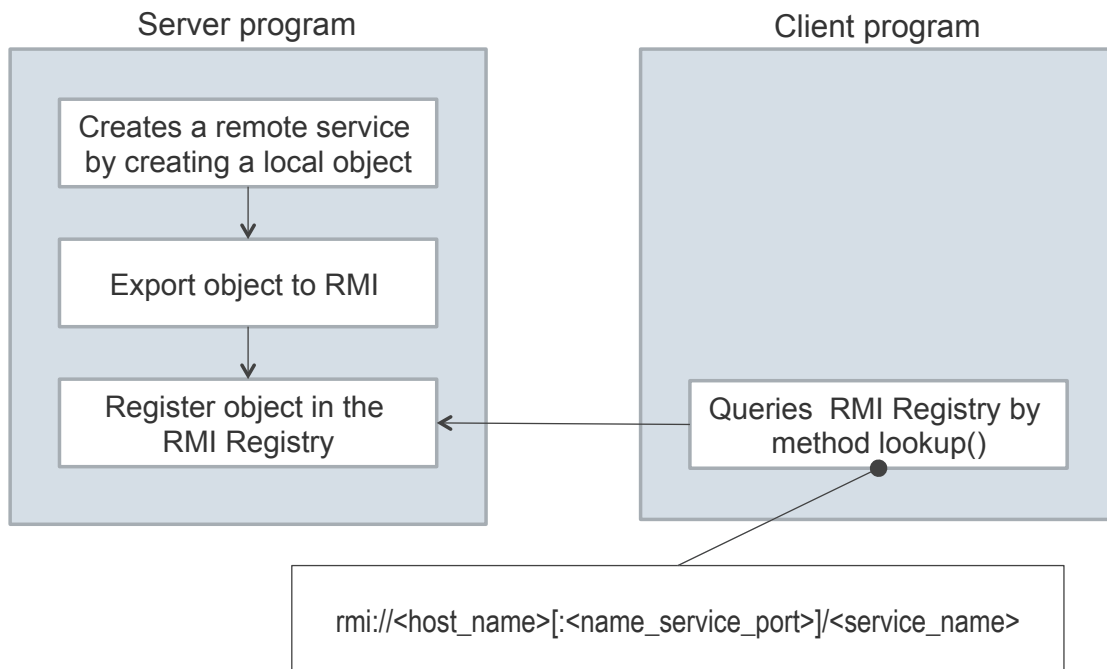 Server program
Client program
Creates a remote service
by creating a local object
Export object to RMI
Register object in the
RMI Registry
Queries RMI Registry by
method lookup()
rmi://<host_name>[:<name_service_port>]/<service_name>